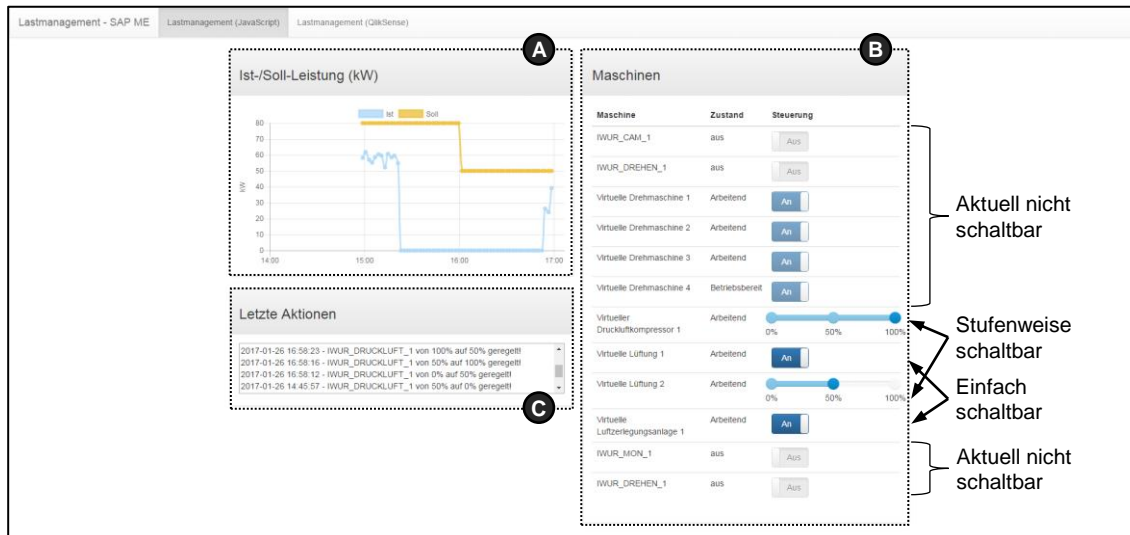 Lastmanagement - SAP ME Lastmanagement (JavaScript) Lastmanagement (QlikSense)
A
Ist-/Soll-Leistung (kW)
Ist Soll
80
70
60
50
40
30
20
10
0
kW
14:00 15:00 16:00 17:00
Letzte Aktionen
2017-01-26 16:58:23 - IWUR_DRUCKLUFT_1 von 100% auf 50% geregelt!
2017-01-26 16:58:16 - IWUR_DRUCKLUFT_1 von 50% auf 100% geregelt!
2017-01-26 16:58:12 - IWUR_DRUCKLUFT_1 von 0% auf 50% geregelt!
2017-01-26 14:45:57 - IWUR_DRUCKLUFT_1 von 50% auf 0% geregelt!
C
B
Maschinen
Maschine Zustand Steuerung
IWUR_CAM_1 aus Aus
IWUR_DREHEN_1 aus Aus
Virtuelle Drehmaschine 1 Arbeitend An
Virtuelle Drehmaschine 2 Arbeitend An
Virtuelle Drehmaschine 3 Arbeitend An
Virtuelle Drehmaschine 4 Betriebsbereit An
Virtueller Arbeitend
Druckluftkompressor 1 0% 50% 100%
Virtuelle Lüftung 1 Arbeitend An
Virtuelle Lüftung 2 Arbeitend
0% 50% 100%
Virtuelle Arbeitend An
Luftzerlegungsanlage 1
IWUR_MON_1 aus Aus
IWUR_DREHEN_1 aus Aus
Aktuell nicht
schaltbar
Stufenweise
schaltbar
Einfach
schaltbar
Aktuell nicht
schaltbar